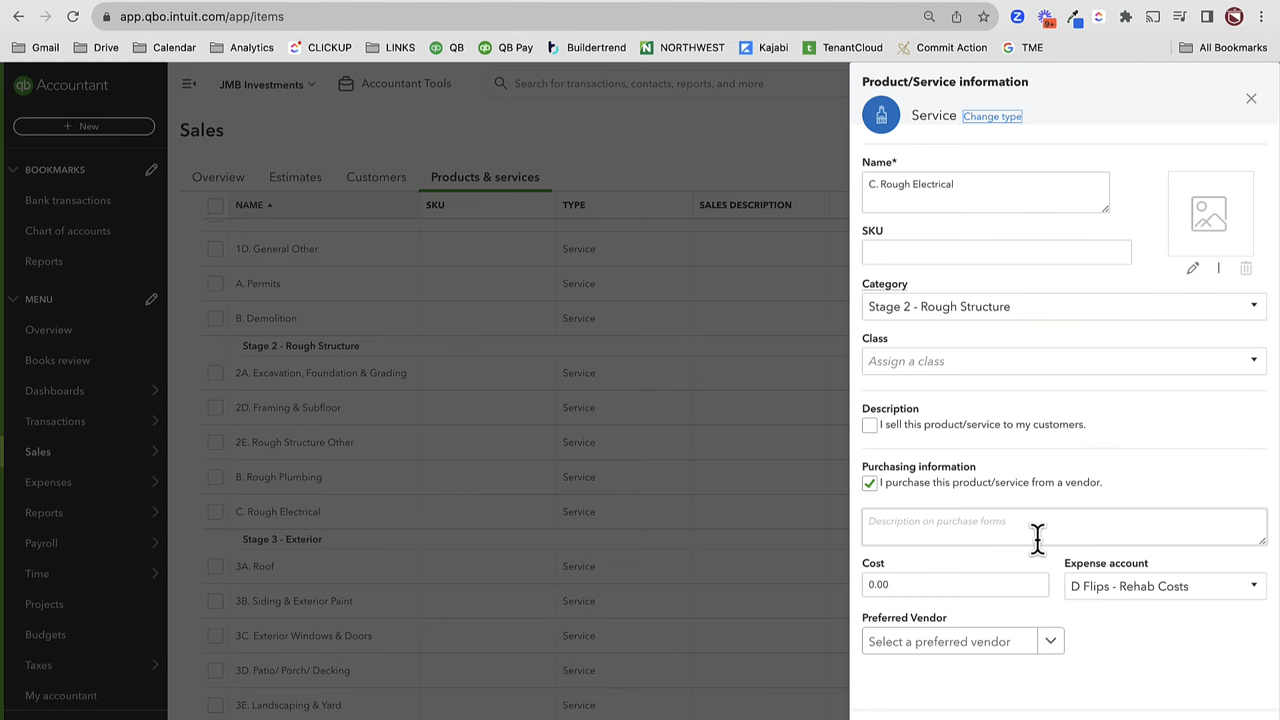 app.qbo.intuit.com/app/items
9+
Gmail Drive Calendar Analytics CLICKUP LINKS QB QB Pay Buildertrend NORTHWEST Kajabi TenantCloud Commit Action TME All Bookmarks
qb Accountant
JMB Investments Accountant Tools Search for transactions, contacts, reports, and more
+ New
BOOKMARKS
Bank transactions
Chart of accounts
Reports
MENU
Overview
Books review
Dashboards
Transactions
Sales
Expenses
Reports
Payroll
Time
Projects
Budgets
Taxes
My accountant
Sales
Overview Estimates Customers Products & services
NAME SKU TYPE SALES DESCRIPTION
1D. General Other Service
A. Permits Service
B. Demolition Service
Stage 2 - Rough Structure
2A. Excavation, Foundation & Grading Service
2D. Framing & Subfloor Service
2E. Rough Structure Other Service
B. Rough Plumbing Service
C. Rough Electrical Service
Stage 3 - Exterior
3A. Roof Service
3B. Siding & Exterior Paint Service
3C. Exterior Windows & Doors Service
3D. Patio/ Porch/ Decking Service
3E. Landscaping & Yard Service
Product/Service information
Service Change type
Name*
C. Rough Electrical
SKU
Category
Stage 2 - Rough Structure
Class
Assign a class
Description
I sell this product/service to my customers.
Purchasing information
I purchase this product/service from a vendor.
Description on purchase forms
Cost Expense account
0.00 D Flips - Rehab Costs
Preferred Vendor
Select a preferred vendor